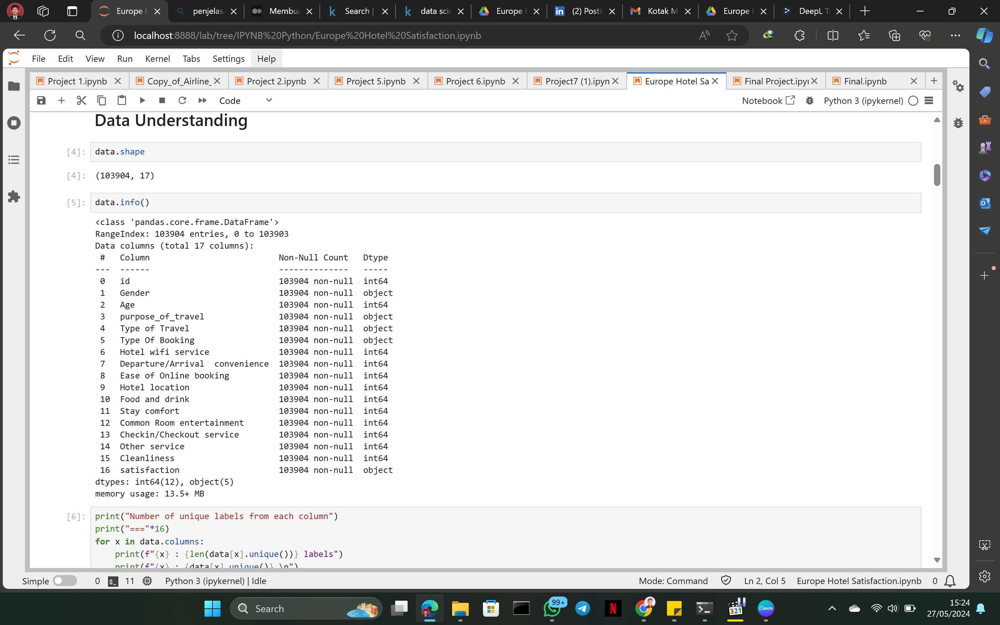 Europe H
penjelas
Membua
Search |
data scie
Europe H
(2) Posti
Kotak M
Europe H
DeepL T
localhost:8888/lab/tree/IPYNB%20Python/Europe%20Hotel%20Satisfaction.ipynb
File Edit View Run Kernel Tabs Settings Help
Project 1.ipynb Copy_of_Airline_ Project 2.ipynb Project 5.ipynb Project 6.ipynb Project7 (1).ipyn Europe Hotel Sa Final Project.ipyn Final.ipynb
Code Notebook Python 3 (ipykernel)
Data Understanding
[4]: data.shape
[4]: (103904, 17)
[5]: data.info()
<class 'pandas.core.frame.DataFrame'>
RangeIndex: 103904 entries, 0 to 103903
Data columns (total 17 columns):
# Column Non-Null Count Dtype
--- ------ -------------- -----
0 id 103904 non-null int64
1 Gender 103904 non-null object
2 Age 103904 non-null int64
3 purpose_of_travel 103904 non-null object
4 Type of Travel 103904 non-null object
5 Type Of Booking 103904 non-null object
6 Hotel wifi service 103904 non-null int64
7 Departure/Arrival  convenience 103904 non-null int64
8 Ease of Online booking 103904 non-null int64
9 Hotel location 103904 non-null int64
10 Food and drink 103904 non-null int64
11 Stay comfort 103904 non-null int64
12 Common Room entertainment 103904 non-null int64
13 Checkin/Checkout service 103904 non-null int64
14 Other service 103904 non-null int64
15 Cleanliness 103904 non-null int64
16 satisfaction 103904 non-null object
dtypes: int64(12), object(5)
memory usage: 13.5+ MB
[6]: print("Number of unique labels from each column")
print("==="*16)
for x in data.columns:
    print(f"{x} : {len(data[x].unique())} labels")
    print(f"{x} : {data[x].unique()} \n")
Simple 0 $_ 11 Python 3 (ipykernel) | Idle Mode: Command Ln 2, Col 5 Europe Hotel Satisfaction.ipynb 0
Search 99+ N 321 Canva
15:24
27/05/2024